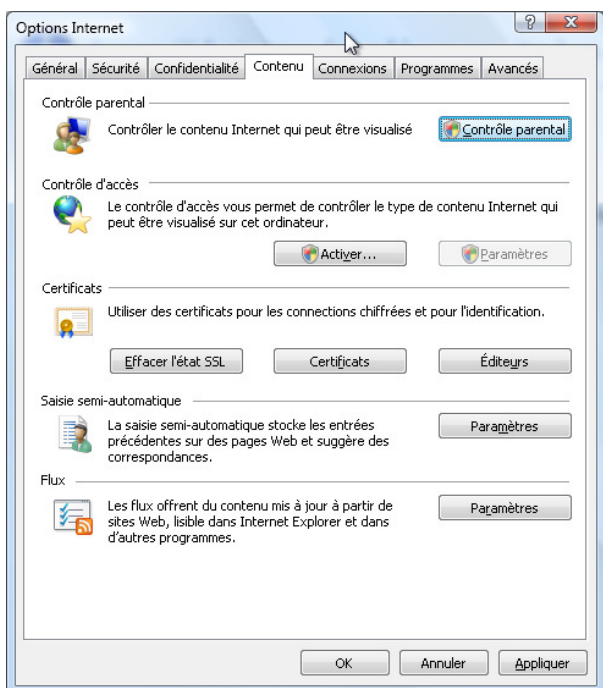 Options Internet
Général Sécurité Confidentialité Contenu Connexions Programmes Avancés
Contrôle parental
Contrôler le contenu Internet qui peut être visualisé
Contrôle parental
Contrôle d'accès
Le contrôle d'accès vous permet de contrôler le type de contenu Internet qui
peut être visualisé sur cet ordinateur.
Activer...
Paramètres
Certificats
Utiliser des certificats pour les connections chiffrées et pour l'identification.
Effacer l'état SSL
Certificats
Éditeurs
Saisie semi-automatique
La saisie semi-automatique stocke les entrées
précédentes sur des pages Web et suggère des
correspondances.
Paramètres
Flux
Les flux offrent du contenu mis à jour à partir de
sites Web, lisible dans Internet Explorer et dans
d'autres programmes.
Paramètres
OK
Annuler
Appliquer